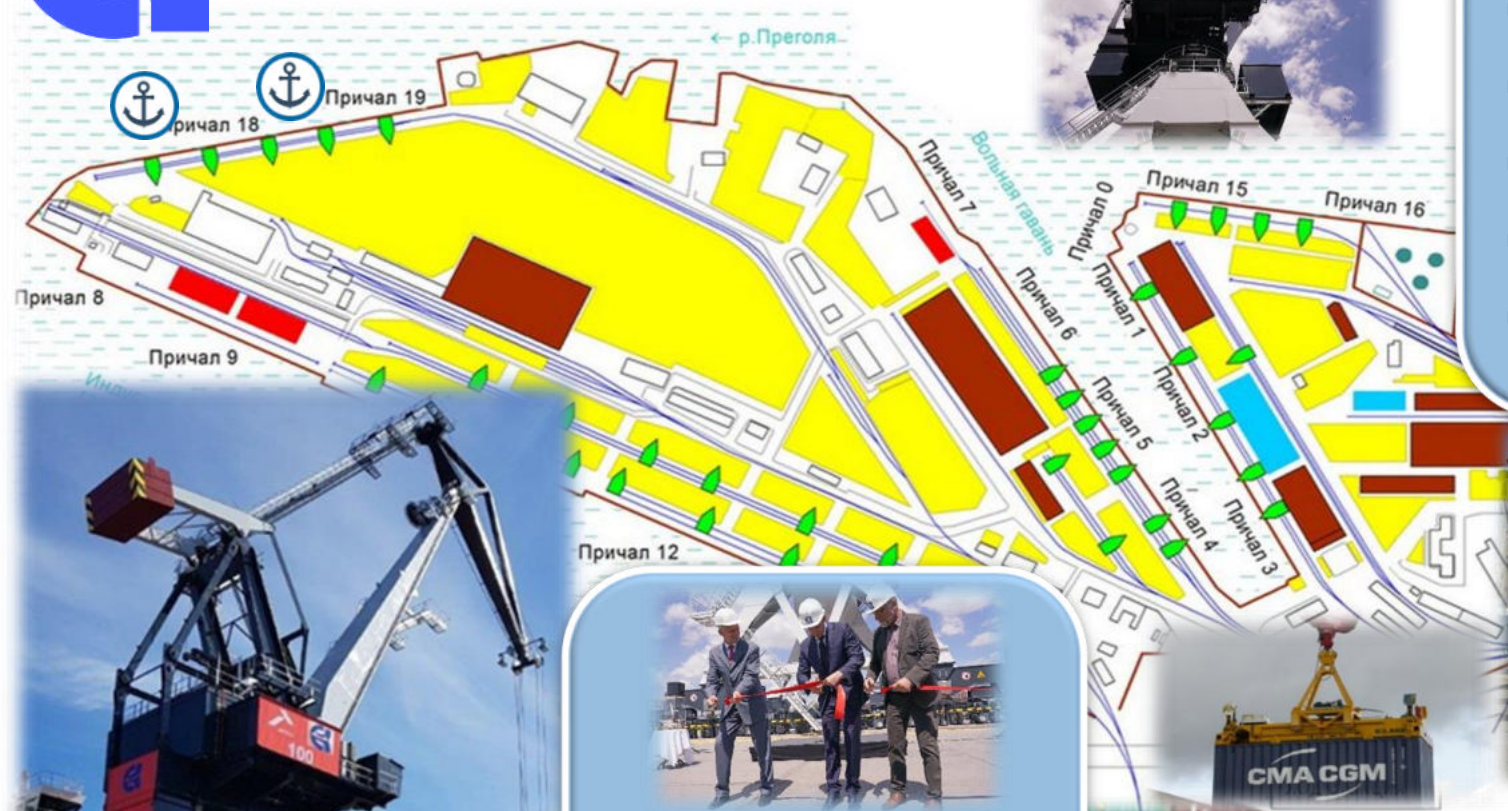 ← р.Преголя
Причал 19
Причал 18
Причал 7
Вольная гавань
Причал 0
Причал 15
Причал 16
Причал 8
Причал 9
Причал 1
Причал 6
Причал 2
Причал 5
Причал 12
Причал 4
Причал 3
100
CMA CGM